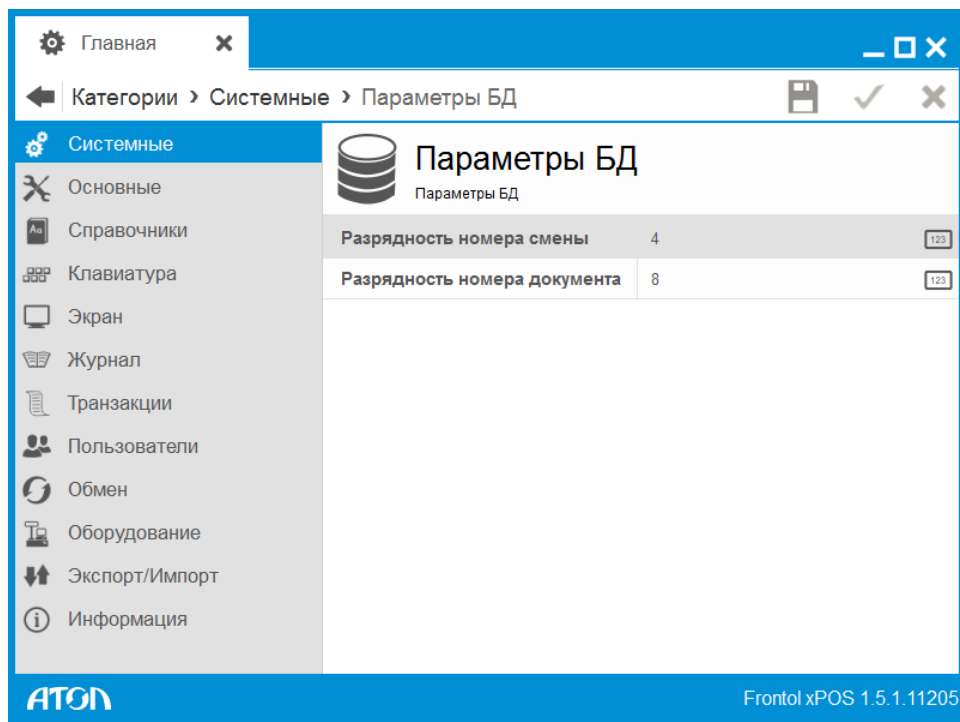 Главная
Категории › Системные › Параметры БД
Системные
Основные
Справочники
Клавиатура
Экран
Журнал
Транзакции
Пользователи
Обмен
Оборудование
Экспорт/Импорт
Информация
Параметры БД
Параметры БД
Разрядность номера смены 4 123
Разрядность номера документа 8 123
ATOL Frontol xPOS 1.5.1.11205